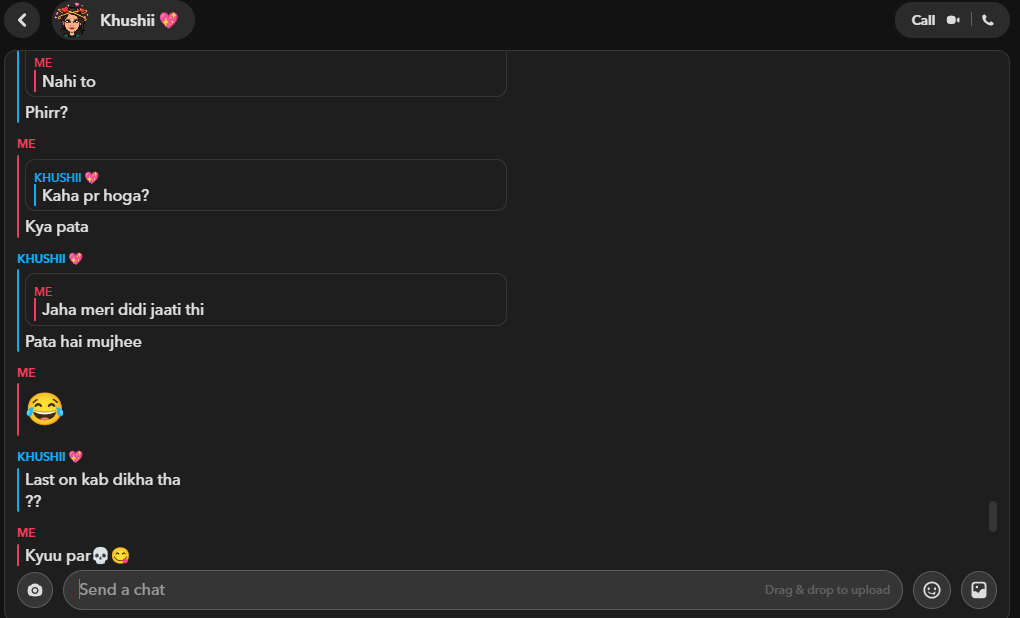 Khushii 💖
Call
ME
Nahi to
Phirr?
ME
KHUSHII 💖
Kaha pr hoga?
Kya pata
KHUSHII 💖
ME
Jaha meri didi jaati thi
Pata hai mujhee
ME
😂
KHUSHII 💖
Last on kab dikha tha
??
ME
Kyuu par💀😋
Send a chat
Drag & drop to upload